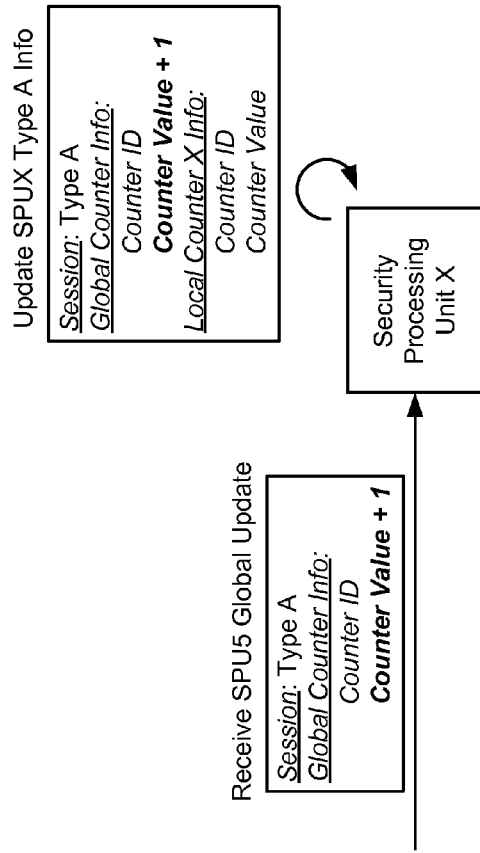 Receive SPU5 Global Update
Session: Type A
Global Counter Info:
Counter ID
Counter Value + 1
Update SPUX Type A Info
Session: Type A
Global Counter Info:
Counter ID
Counter Value + 1
Local Counter X Info:
Counter ID
Counter Value
Security
Processing
Unit X